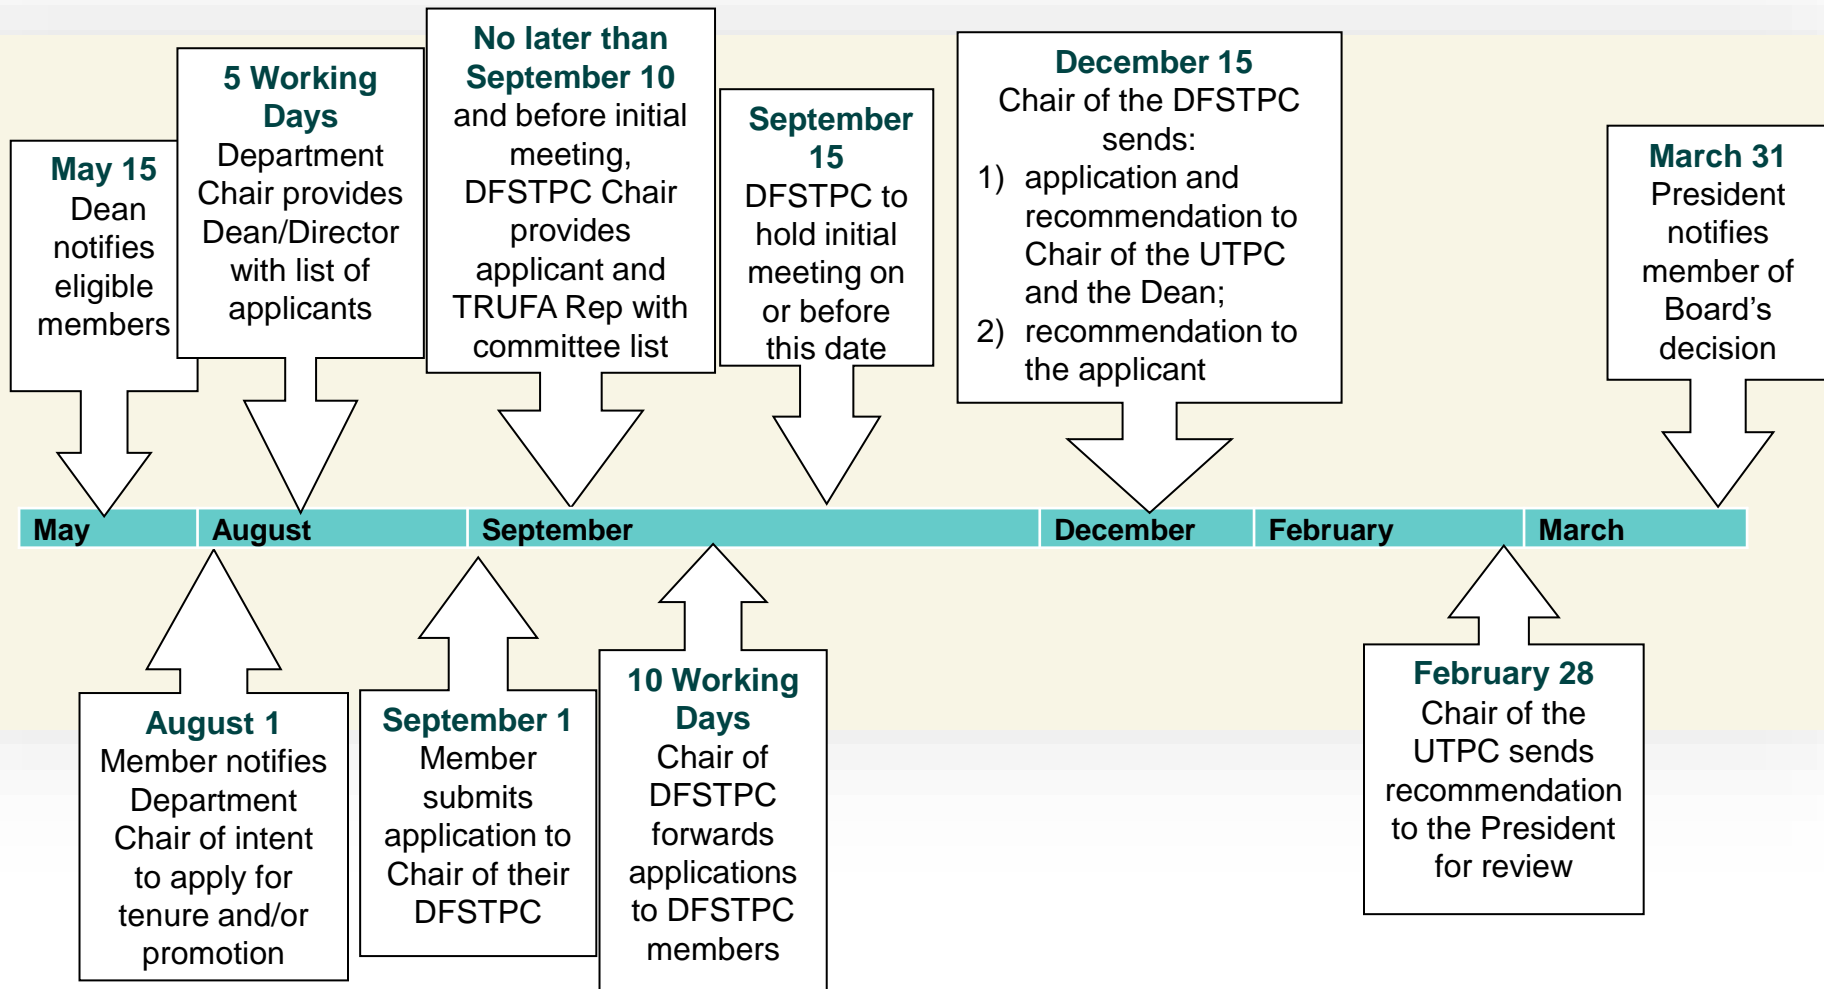 May 15
Dean
notifies
eligible
members
5 Working
Days
Department
Chair provides
Dean/Director
with list of
applicants
No later than
September 10
and before initial
meeting,
DFSTPC Chair
provides
applicant and
TRUFA Rep with
committee list
September
15
DFSTPC to
hold initial
meeting on
or before
this date
December 15
Chair of the DFSTPC
sends:
1) application and
recommendation to
Chair of the UTPC
and the Dean;
2) recommendation to
the applicant
March 31
President
notifies
member of
Board’s
decision
May August September December February March
August 1
Member notifies
Department
Chair of intent
to apply for
tenure and/or
promotion
September 1
Member
submits
application to
Chair of their
DFSTPC
10 Working
Days
Chair of
DFSTPC
forwards
applications
to DFSTPC
members
February 28
Chair of the
UTPC sends
recommendation
to the President
for review